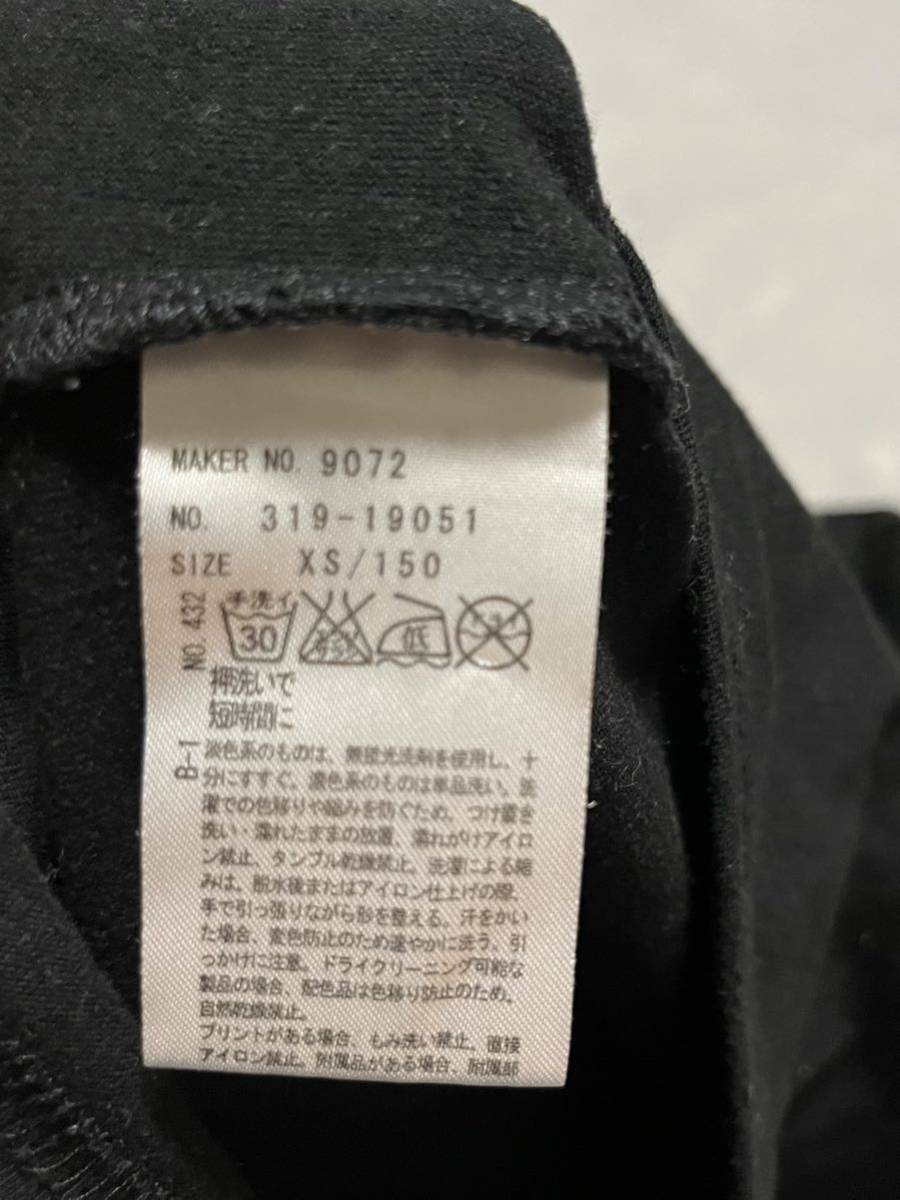 MAKER NO. 9072
NO. 319-19051
SIZE XS/150
NO. 432
手洗イ
30
低
押洗いで
短時間に
B-1
淡色系のものは、無蛍光洗剤を使用し、十
分にすすぐ。濃色系のものは単品洗い。洗
濯での色移りや縮みを防ぐため、つけ置き
洗い・濡れたままの放置、濡れがけアイロ
ン禁止、タンブル乾燥禁止。洗濯による縮
みは、脱水後またはアイロン仕上げの際、
手で引っ張りながら形を整える。汗をかい
た場合、変色防止のため速やかに洗う。引
っかけに注意。ドライクリーニング可能な
製品の場合、配色品は色移り防止のため、
自然乾燥禁止。
プリントがある場合、もみ洗い禁止、直接
アイロン禁止。附属品がある場合、附属部